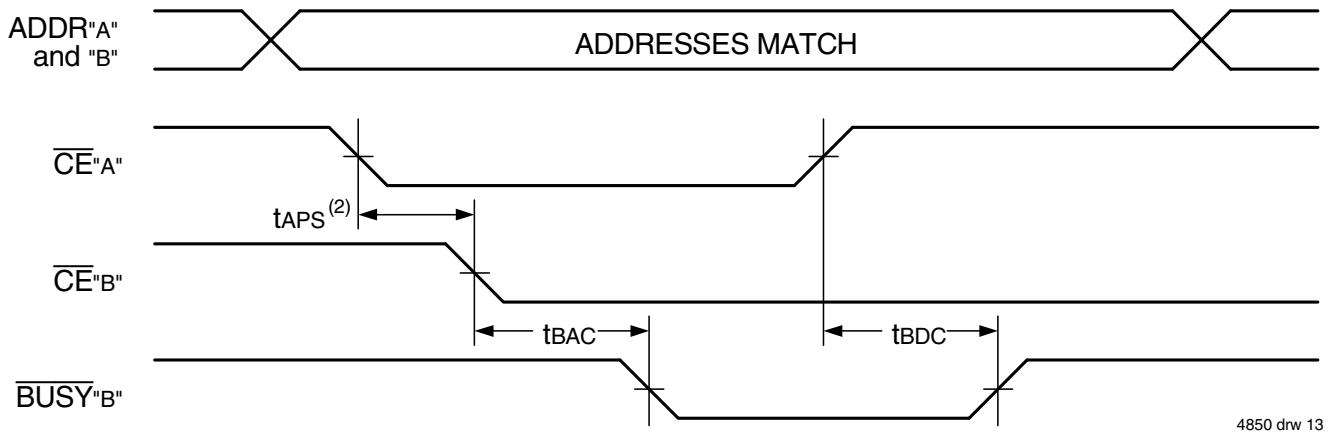 ADDR"A"
and "B"
ADDRESSES MATCH
CE"A"
tAPS(2)
CE"B"
tBAC
tBDC
BUSY"B"
4850 drw 13